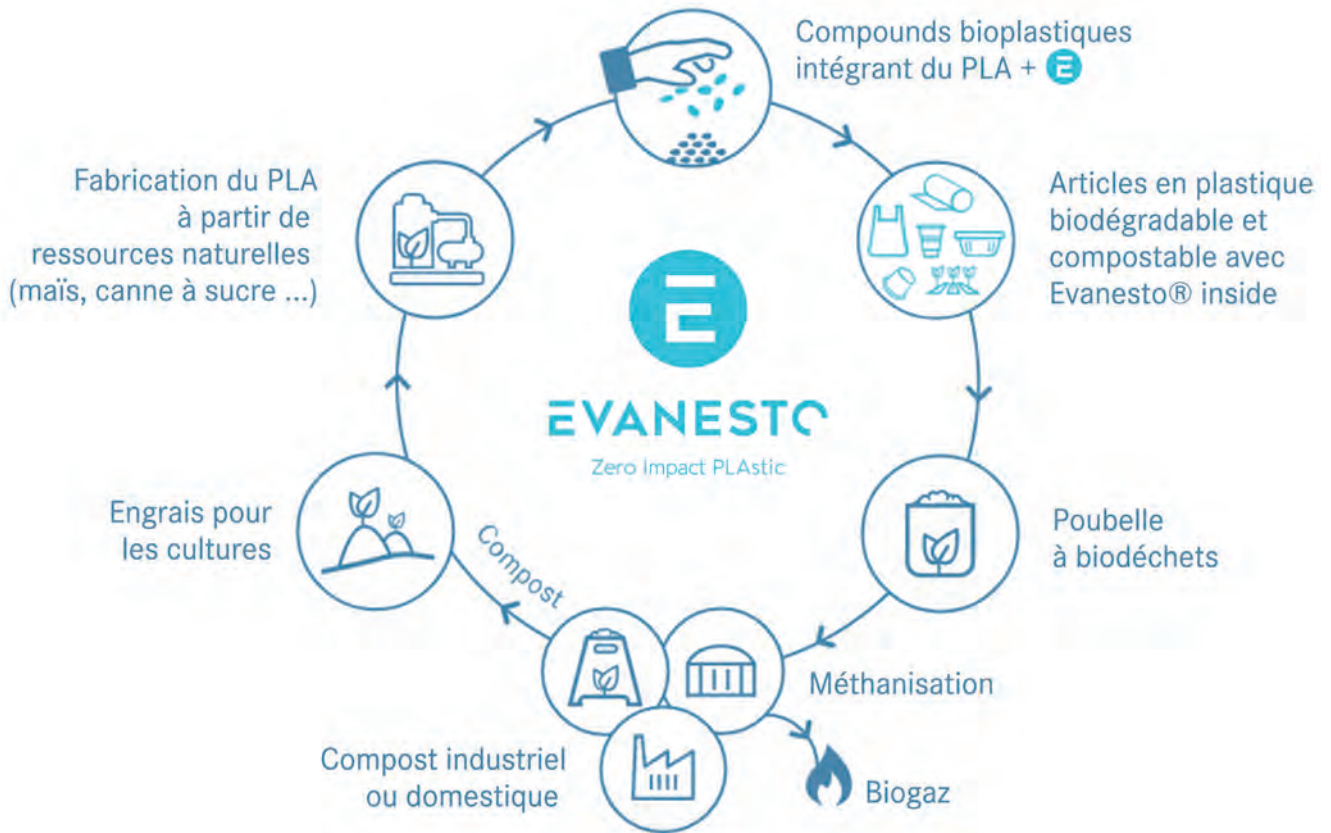 Compounds bioplastiques
intégrant du PLA + E
Fabrication du PLA
à partir de
ressources naturelles
(maïs, canne à sucre ...)
Articles en plastique
biodégradable et
compostable avec
Evanesto® inside
E
EVANESTO
Zero Impact PLAstic
Engrais pour
les cultures
Compost
Poubelle
à biodéchets
Méthanisation
Compost industriel
ou domestique
Biogaz